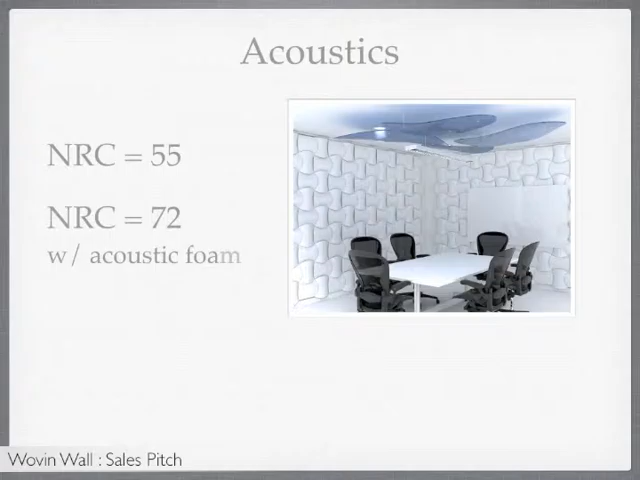 Acoustics
NRC = 55
NRC = 72
w/ acoustic foam
Wovin Wall : Sales Pitch